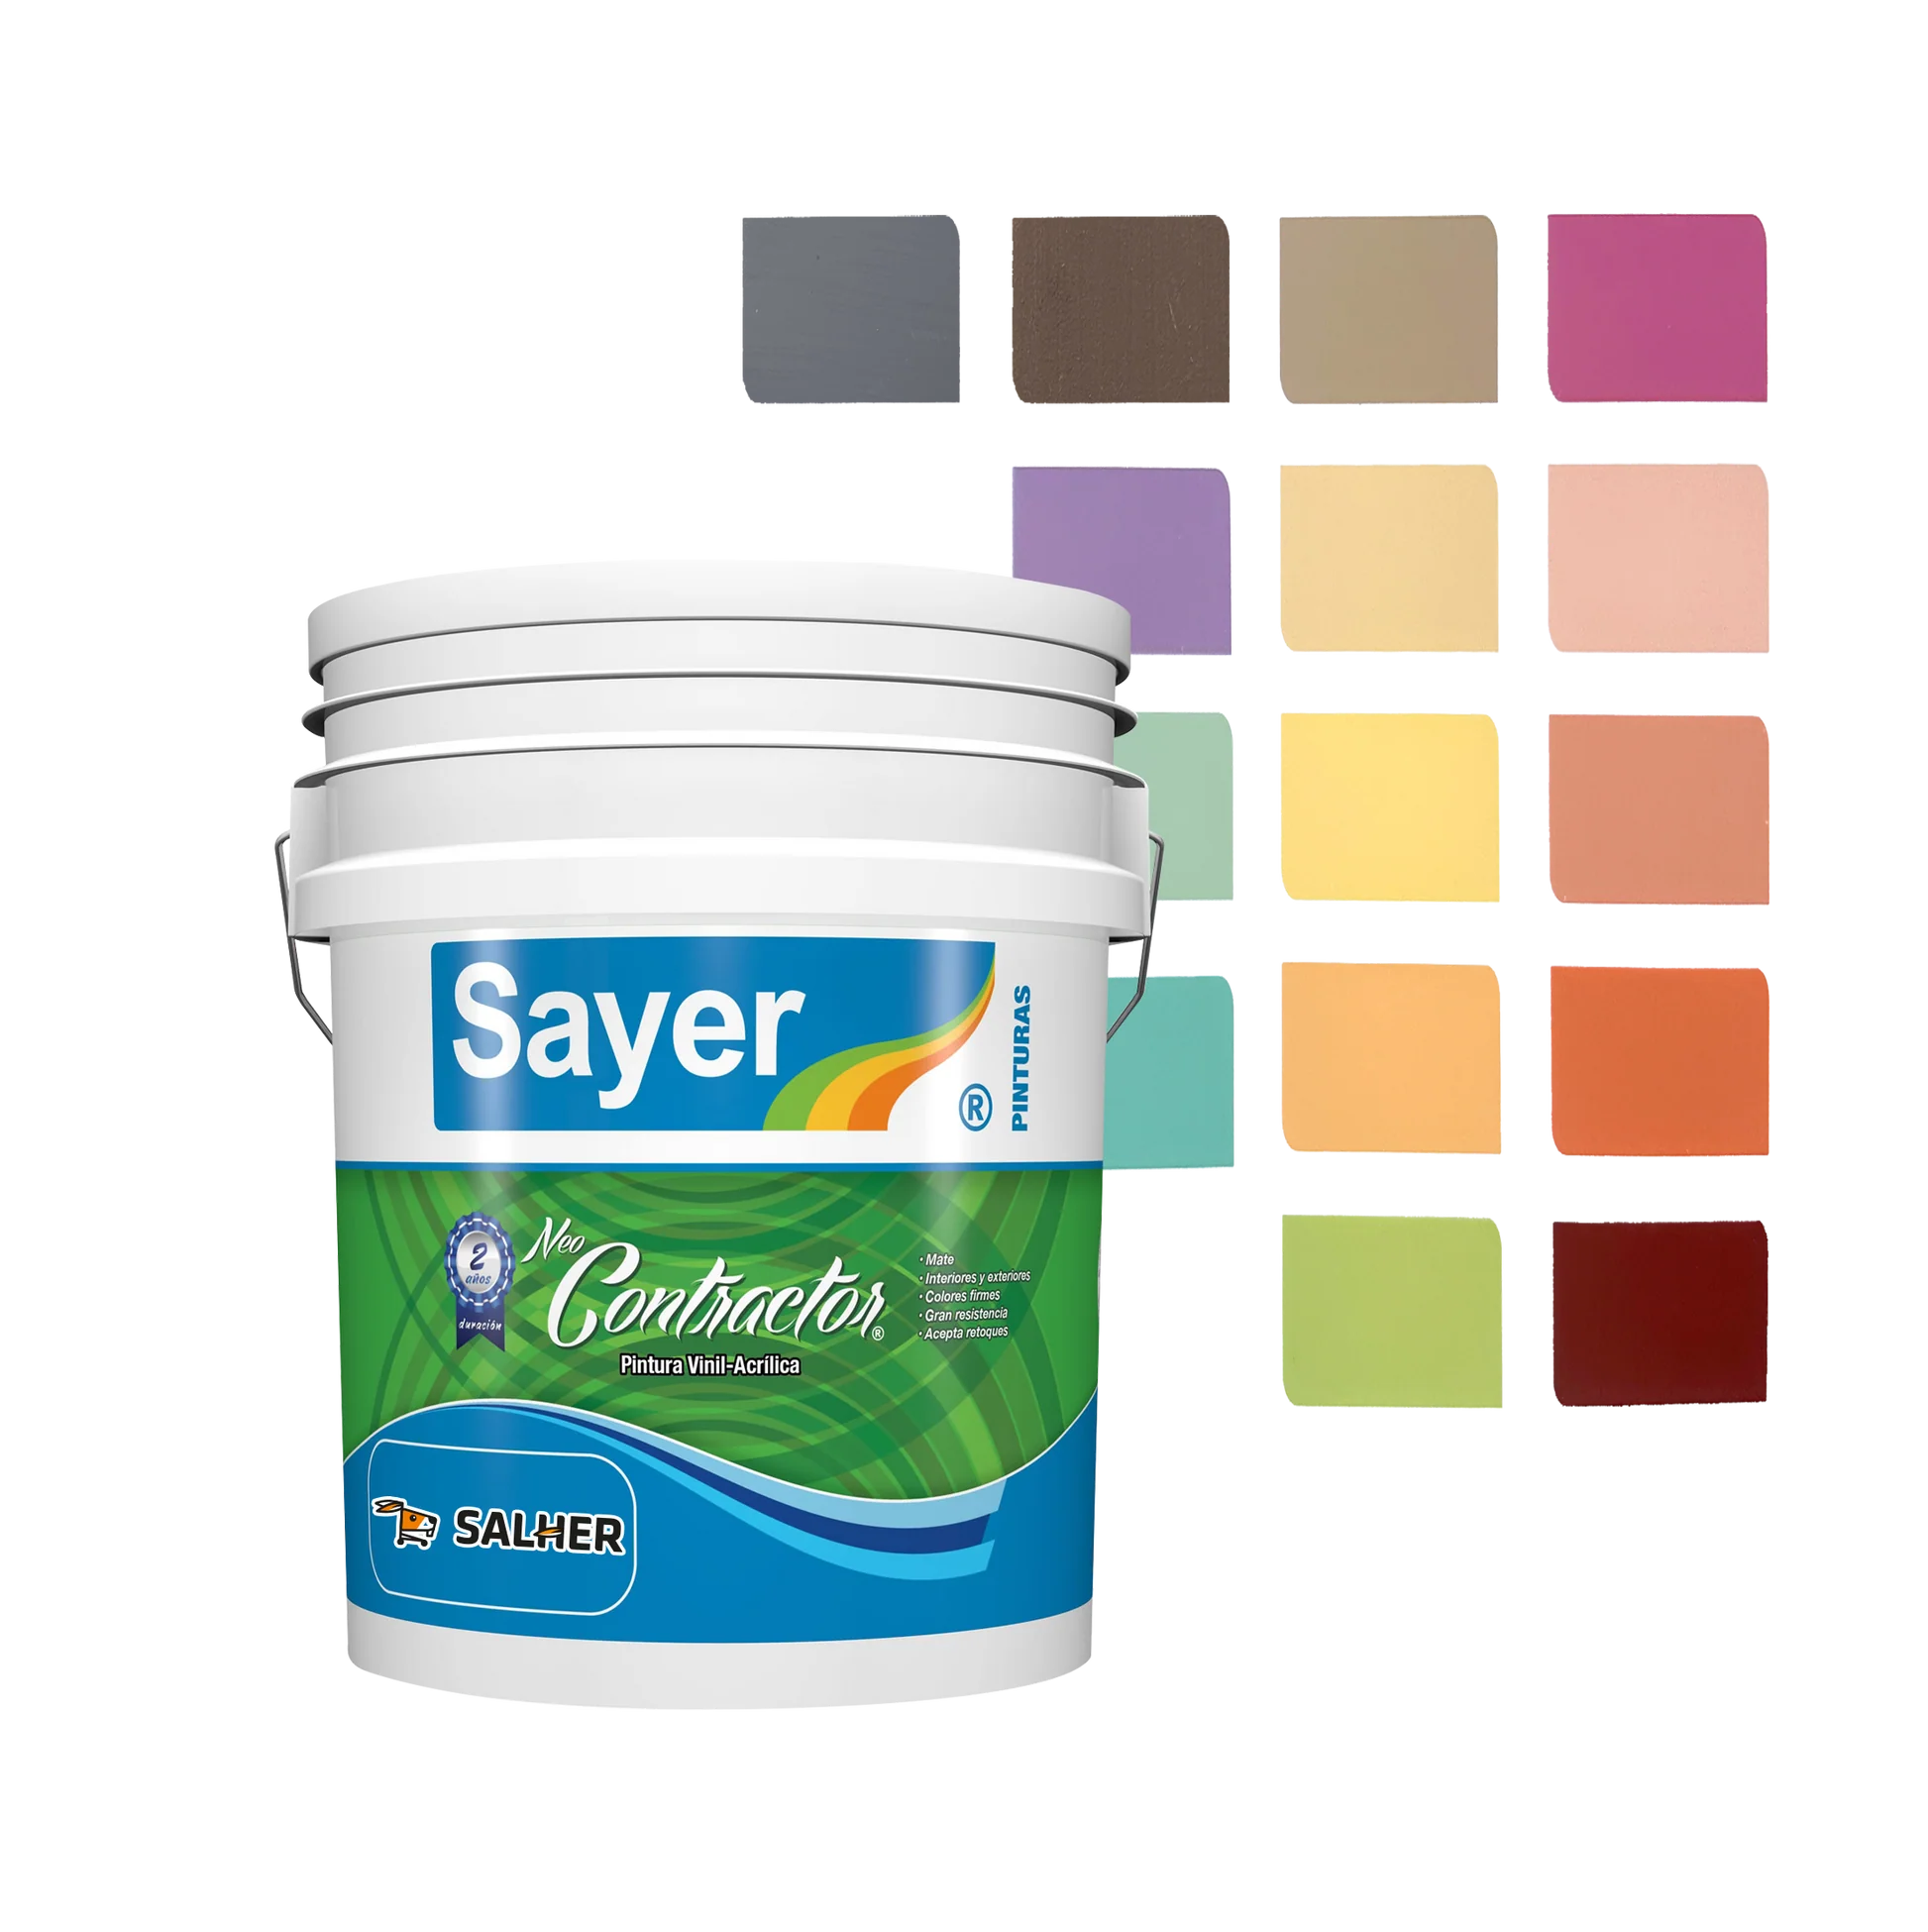 Sayer
PINTURAS
®
2
años
duración
Neo
Contractor®
Pintura Vinil-Acrílica
· Mate
· Interiores y exteriores
· Colores firmes
· Gran resistencia
· Acepta retoques
SALHER